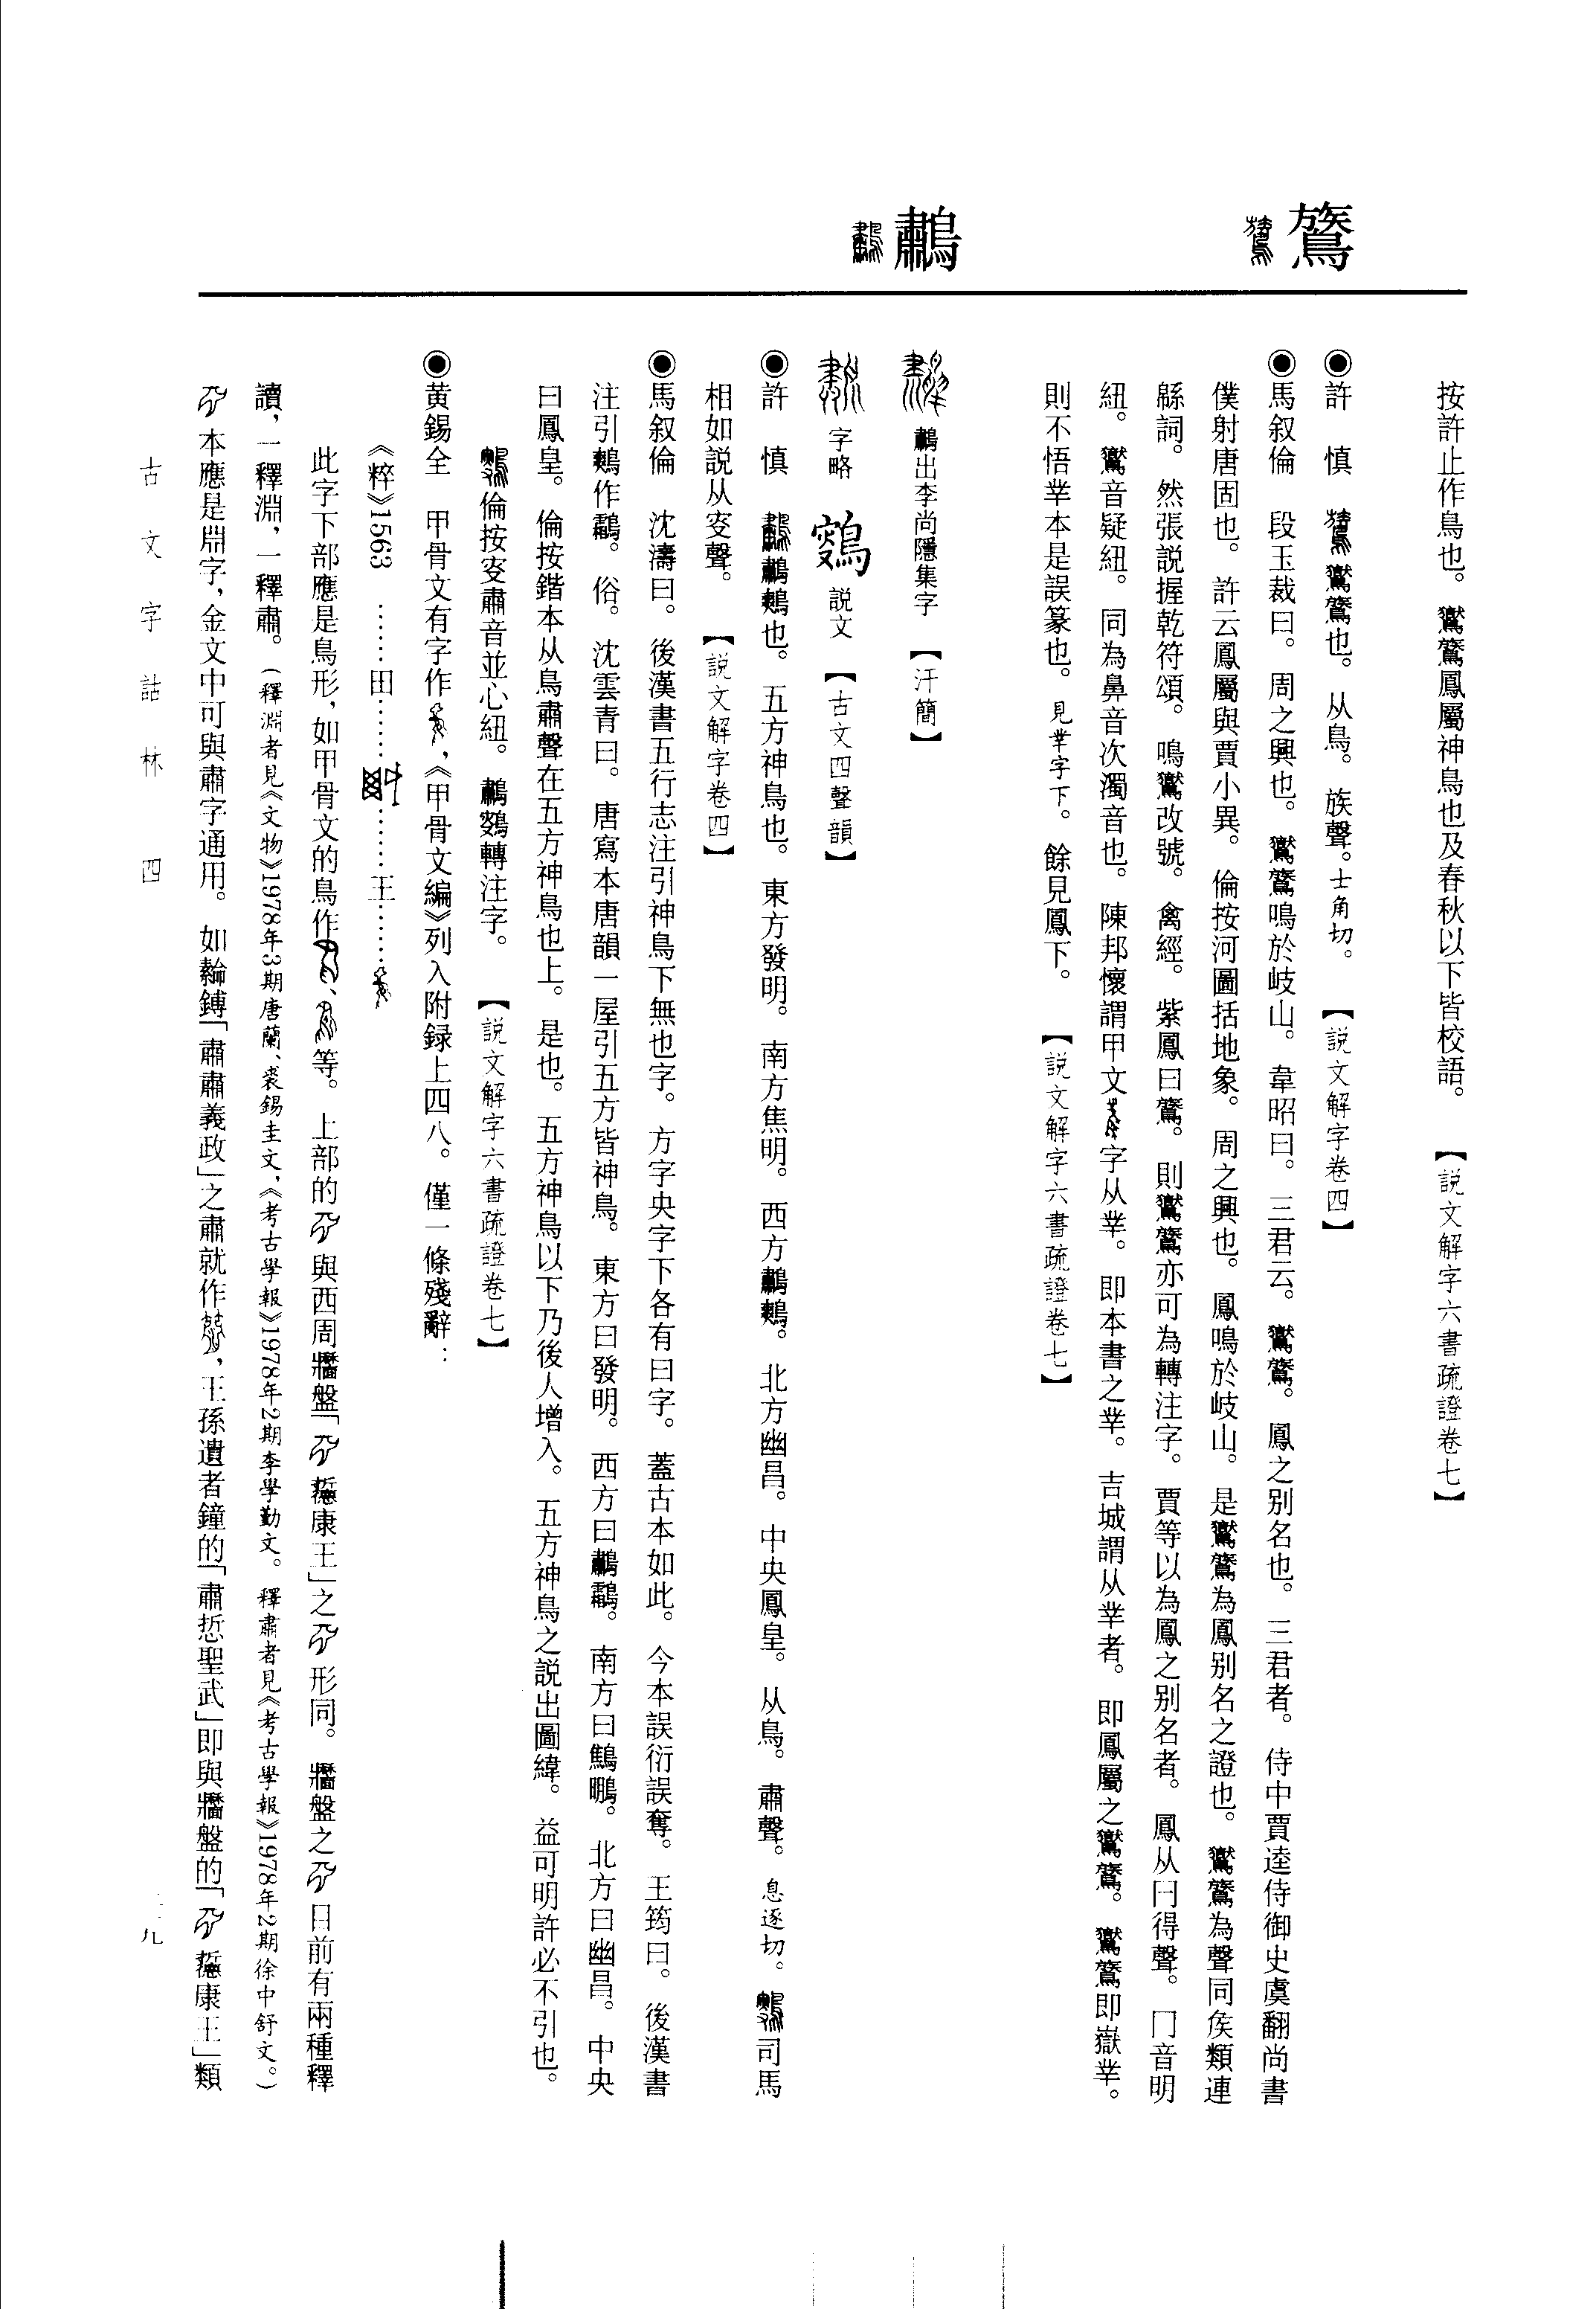 鷟
鷫
按許止作鳥也。鸑鷟鳳屬神鳥也及春秋以下皆校語。 【說文解字六書疏證卷七】
◉許 慎 鸑鷟也。从鳥。族聲。士角切。 【說文解字卷四】
◉馬叙倫 段玉裁曰。周之興也。鸑鷟鳴於岐山。韋昭曰。三君云。鸑鷟。鳳之别名也。三君者。侍中賈逵侍御史虞翻尚書
僕射唐固也。許云鳳屬與賈小異。倫按河圖括地象。周之興也。鳳鳴於岐山。是鸑鷟為鳳别名之證也。鸑鷟為聲同矦類連
緜詞。然張説握乾符頌。鳴鸑改號。禽經。紫鳳曰鷟。則鸑鷟亦可為轉注字。賈等以為鳳之别名者。鳳从冃得聲。冂音明
紐。鸑音疑紐。同為鼻音次濁音也。陳邦懷謂甲文字从丵。即本書之丵。吉城謂从丵者。即鳳屬之鸑鷟。鸑鷟即嶽丵。
則不悟丵本是誤篆也。見丵字下。餘見鳳下。 【說文解字六書疏證卷七】
鷫出李尚隱集字 【汗簡】
字略 説文 【古文四聲韻】
◉許 慎 鷫鷞也。五方神鳥也。東方發明。南方焦明。西方鷫鷞。北方幽昌。中央鳳皇。从鳥。肅聲。息逐切。司馬
相如説从叜聲。 【說文解字卷四】
◉馬叙倫 沈濤曰。後漢書五行志注引神鳥下無也字。方字央字下各有曰字。蓋古本如此。今本誤衍誤奪。王筠曰。後漢書
注引鷞作鸘。俗。沈雲青曰。唐寫本唐韻一屋引五方皆神鳥。東方曰發明。西方曰鷫鸘。南方曰鷦鵬。北方曰幽昌。中央
曰鳳皇。倫按鍇本从鳥肅聲在五方神鳥也上。是也。五方神鳥以下乃後人增入。五方神鳥之説出圖緯。益可明許必不引也。
倫按叜肅音並心紐。鷫鷞轉注字。 【說文解字六書疏證卷七】
◉黄錫全 甲骨文有字作，《甲骨文編》列入附録上四八。僅一條殘辭：
《粹》1563 ……田…………王……
此字下部應是鳥形，如甲骨文的鳥作、等。上部的與西周牆盤「悊康王」之形同。牆盤之目前有兩種釋
讀，一釋淵，一釋肅。（釋淵者見《文物》1978年3期唐蘭、裘錫圭文，《考古學報》1978年2期李學勤文。釋肅者見《考古學報》1978年2期徐中舒文。）
本應是淵字，金文中可與肅字通用。如鎛「肅肅義政」之肅就作，王孫遺者鐘的「肅悊聖武」即與牆盤的「康王」類
古文字詁林 四